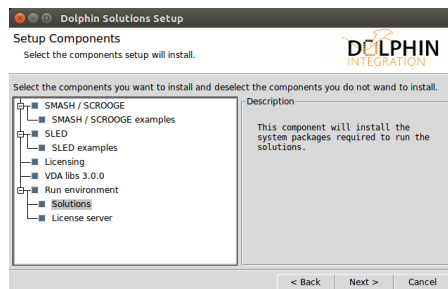 Dolphin Solutions Setup
Setup Components
Select the components setup will install.
DOLPHIN
INTEGRATION
Select the components you want to install and deselect the components you do not wand to install.
SMASH / SCROOGE
SMASH / SCROOGE examples
SLED
SLED examples
Licensing
VDA libs 3.0.0
Run environment
Solutions
License server
Description
This component will install the
system packages required to run the
solutions.
< Back
Next >
Cancel